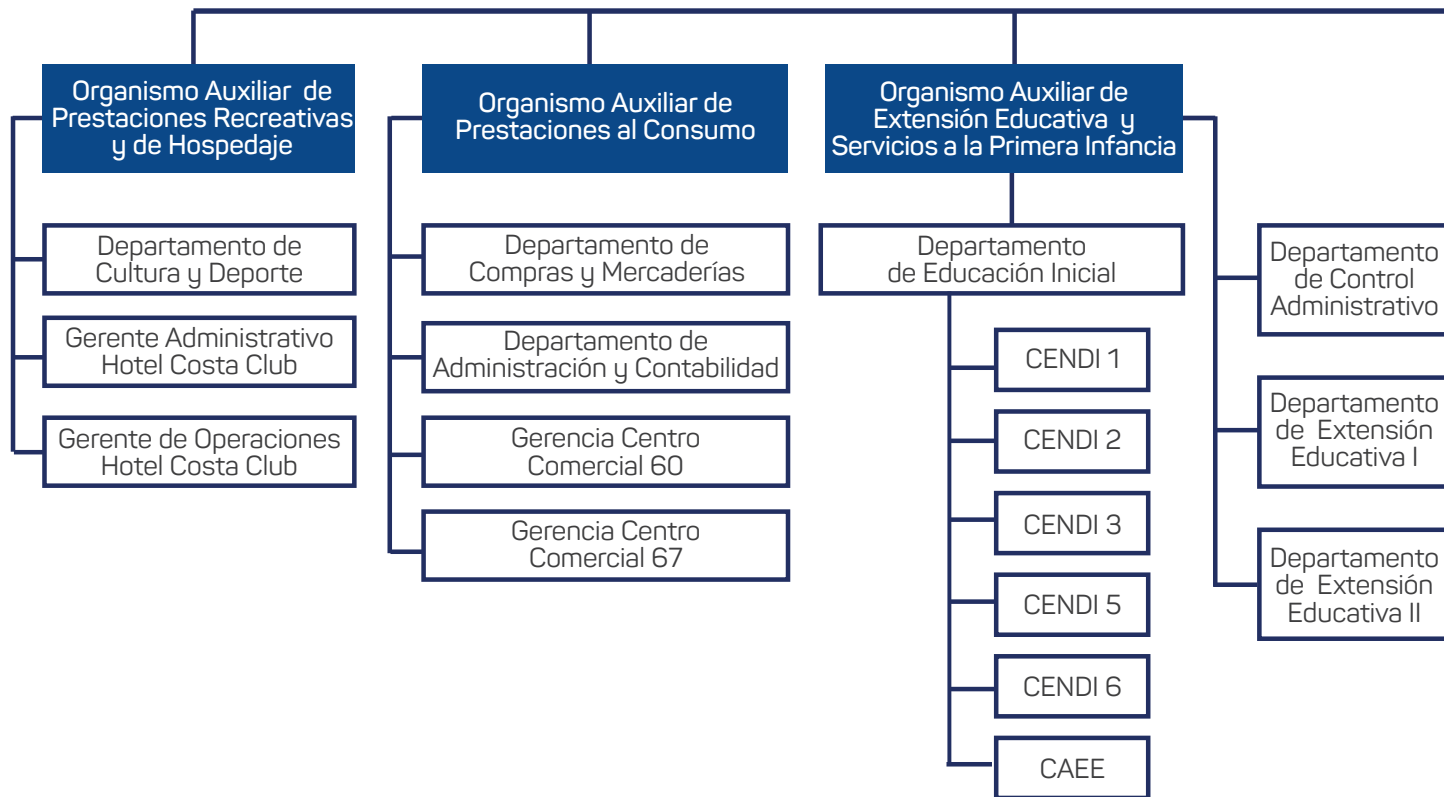 Organismo Auxiliar de
Prestaciones Recreativas
y de Hospedaje
Departamento de
Cultura y Deporte
Gerente Administrativo
Hotel Costa Club
Gerente de Operaciones
Hotel Costa Club
Organismo Auxiliar de
Prestaciones al Consumo
Departamento de
Compras y Mercaderías
Departamento de
Administración y Contabilidad
Gerencia Centro
Comercial 60
Gerencia Centro
Comercial 67
Organismo Auxiliar de
Extensión Educativa y
Servicios a la Primera Infancia
Departamento
de Educación Inicial
CENDI 1
CENDI 2
CENDI 3
CENDI 5
CENDI 6
CAEE
Departamento
de Control
Administrativo
Departamento
de Extensión
Educativa I
Departamento
de Extensión
Educativa II